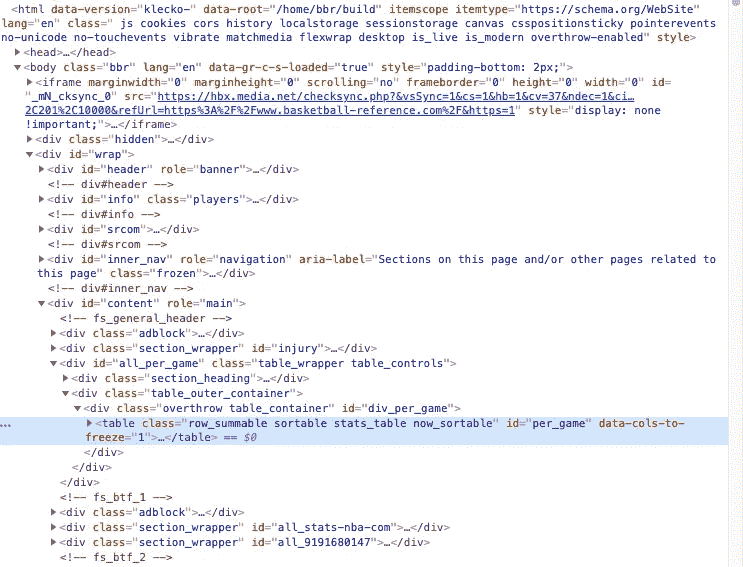 <html data-version="klecko-" data-root="/home/bbr/build" itemscope itemtype="https://schema.org/WebSite"
lang="en" class=" js cookies cors history localstorage sessionstorage canvas csspositionsticky pointerevents
no-unicode no-touchevents vibrate matchmedia flexwrap desktop is_live is_modern overthrow-enabled" style>
▶<head>…</head>
▼<body class="bbr" lang="en" data-gr-c-s-loaded="true" style="padding-bottom: 2px;">
▶<iframe marginwidth="0" marginheight="0" scrolling="no" frameborder="0" height="0" width="0" id=
"_mN_cksync_0" src="https://hbx.media.net/checksync.php?&vsSync=1&cs=1&hb=1&cv=37&ndec=1&ci…
2C201%2C10000&refUrl=https%3A%2F%2Fwww.basketball-reference.com%2F&https=1" style="display: none
!important;">…</iframe>
▶<div class="hidden">…</div>
▼<div id="wrap">
▶<div id="header" role="banner">…</div>
<!-- div#header -->
▶<div id="info" class="players">…</div>
<!-- div#info -->
▶<div id="srcom">…</div>
<!-- div#srcom -->
▶<div id="inner_nav" role="navigation" aria-label="Sections on this page and/or other pages related to
this page" class="frozen">…</div>
<!-- div#inner_nav -->
▼<div id="content" role="main">
<!-- fs_general_header -->
▶<div class="adblock">…</div>
▶<div class="section_wrapper" id="injury">…</div>
▼<div id="all_per_game" class="table_wrapper table_controls">
▶<div class="section_heading">…</div>
▼<div class="table_outer_container">
▼<div class="overthrow table_container" id="div_per_game">
… ▶<table class="row_summable sortable stats_table now_sortable" id="per_game" data-cols-to-
freeze="1">…</table> == $0
</div>
</div>
</div>
<!-- fs_btf_1 -->
▶<div class="adblock">…</div>
▶<div class="section_wrapper" id="all_stats-nba-com">…</div>
▶<div class="section_wrapper" id="all_9191680147">…</div>
<!-- fs_btf_2 -->